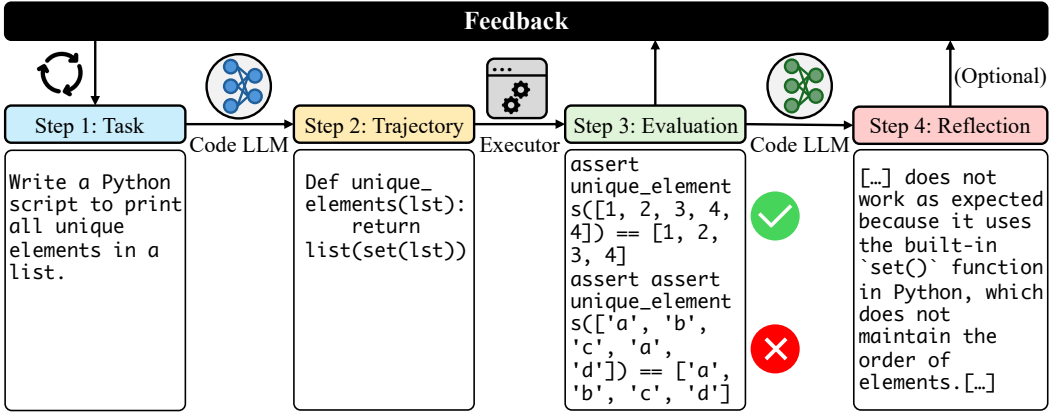 Feedback
(Optional)
Step 1: Task
Code LLM
Step 2: Trajectory
Executor
Step 3: Evaluation
Code LLM
Step 4: Reflection
Write a Python
script to print
all unique
elements in a
list.
Def unique_
elements(lst):
return
list(set(lst))
assert
unique_element
s([1, 2, 3, 4,
4]) == [1, 2,
3, 4]
assert assert
unique_element
s(['a', 'b',
'c', 'a',
'd']) == ['a',
'b', 'c', 'd']
[…] does not
work as expected
because it uses
the built-in
`set()` function
in Python, which
does not
maintain the
order of
elements.[…]